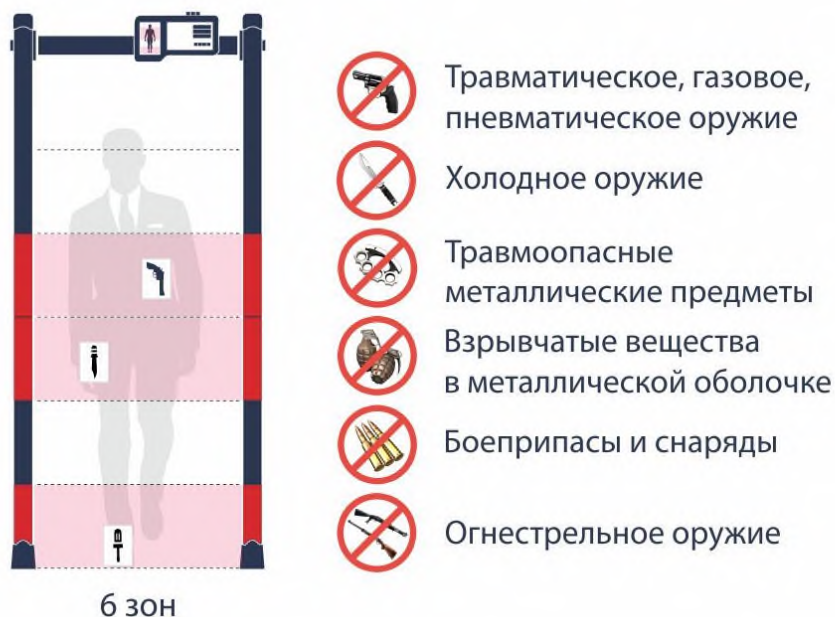 Травматическое, газовое,
пневматическое оружие
Холодное оружие
Травмоопасные
металлические предметы
Взрывчатые вещества
в металлической оболочке
Боеприпасы и снаряды
Огнестрельное оружие
6 зон